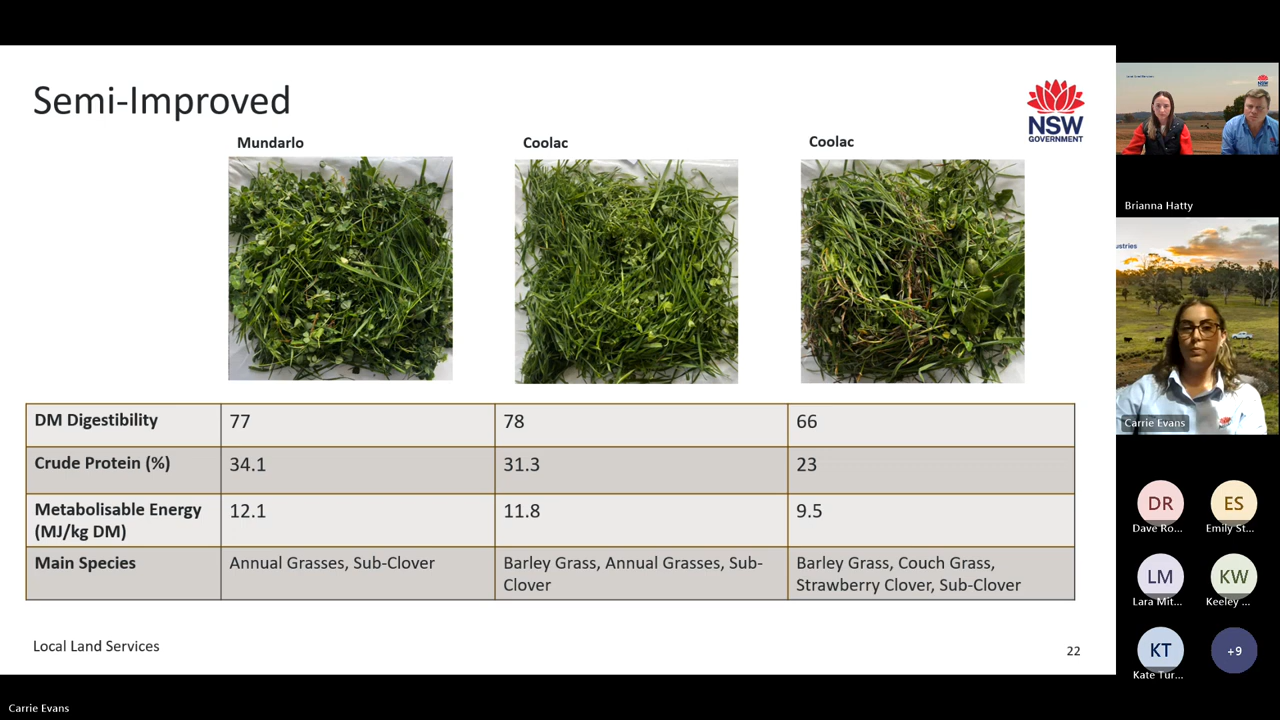 Semi-Improved
NSW
GOVERNMENT
Mundarlo
Coolac
Coolac
DM Digestibility
77
78
66
Crude Protein (%)
34.1
31.3
23
Metabolisable Energy
(MJ/kg DM)
12.1
11.8
9.5
Main Species
Annual Grasses, Sub-Clover
Barley Grass, Annual Grasses, Sub-
Clover
Barley Grass, Couch Grass,
Strawberry Clover, Sub-Clover
Local Land Services
22
Brianna Hatty
ustries
Carrie Evans
DR
Dave Ro...
ES
Emily St...
LM
Lara Mit...
KW
Keeley ...
KT
Kate Tur...
+9
Carrie Evans